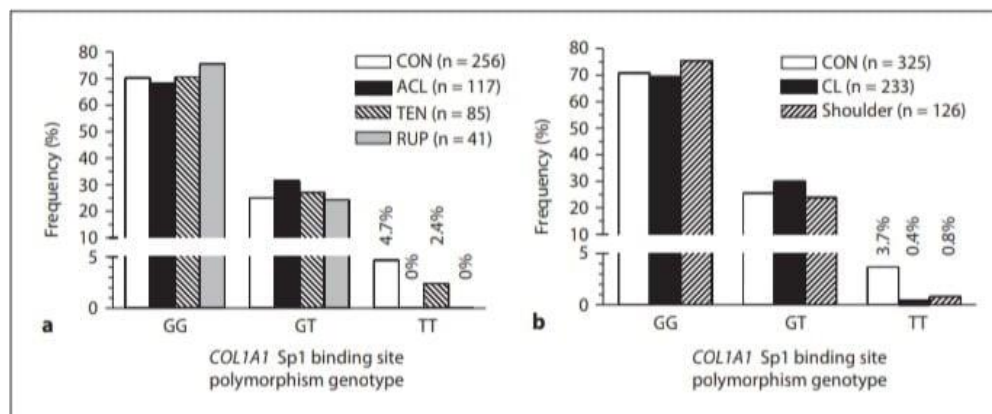 80
70
60
50
40
30
20
10
5
0
Frequency (%)
CON (n = 256)
ACL (n = 117)
TEN (n = 85)
RUP (n = 41)
4.7%
0%
2.4%
0%
a
GG
GT
TT
COL1A1 Sp1 binding site
polymorphism genotype
80
70
60
50
40
30
20
10
5
0
Frequency (%)
CON (n = 325)
CL (n = 233)
Shoulder (n = 126)
3.7%
0.4%
0.8%
b
GG
GT
TT
COL1A1 Sp1 binding site
polymorphism genotype